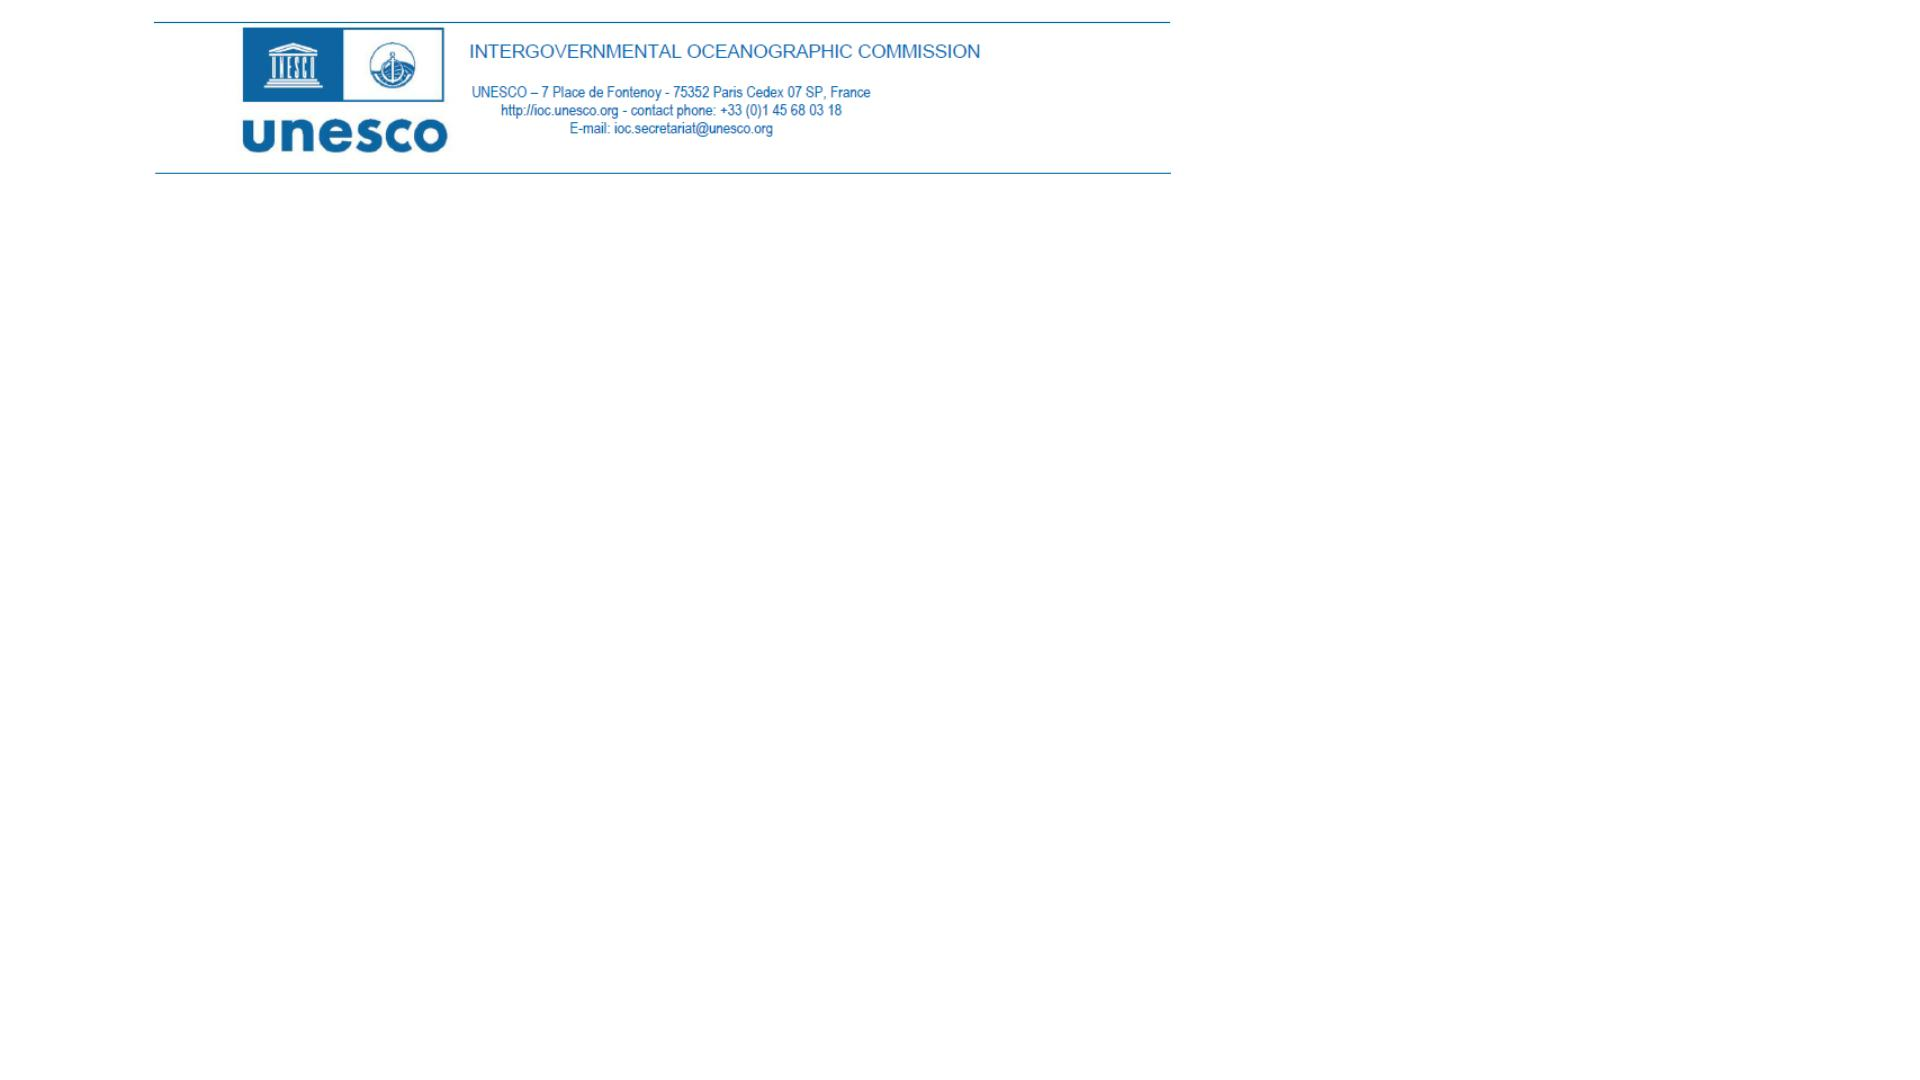 UNESCO
INTERGOVERNMENTAL OCEANOGRAPHIC COMMISSION
UNESCO – 7 Place de Fontenoy - 75352 Paris Cedex 07 SP, France
http://ioc.unesco.org - contact phone: +33 (0)1 45 68 03 18
E-mail: ioc.secretariat@unesco.org
unesco